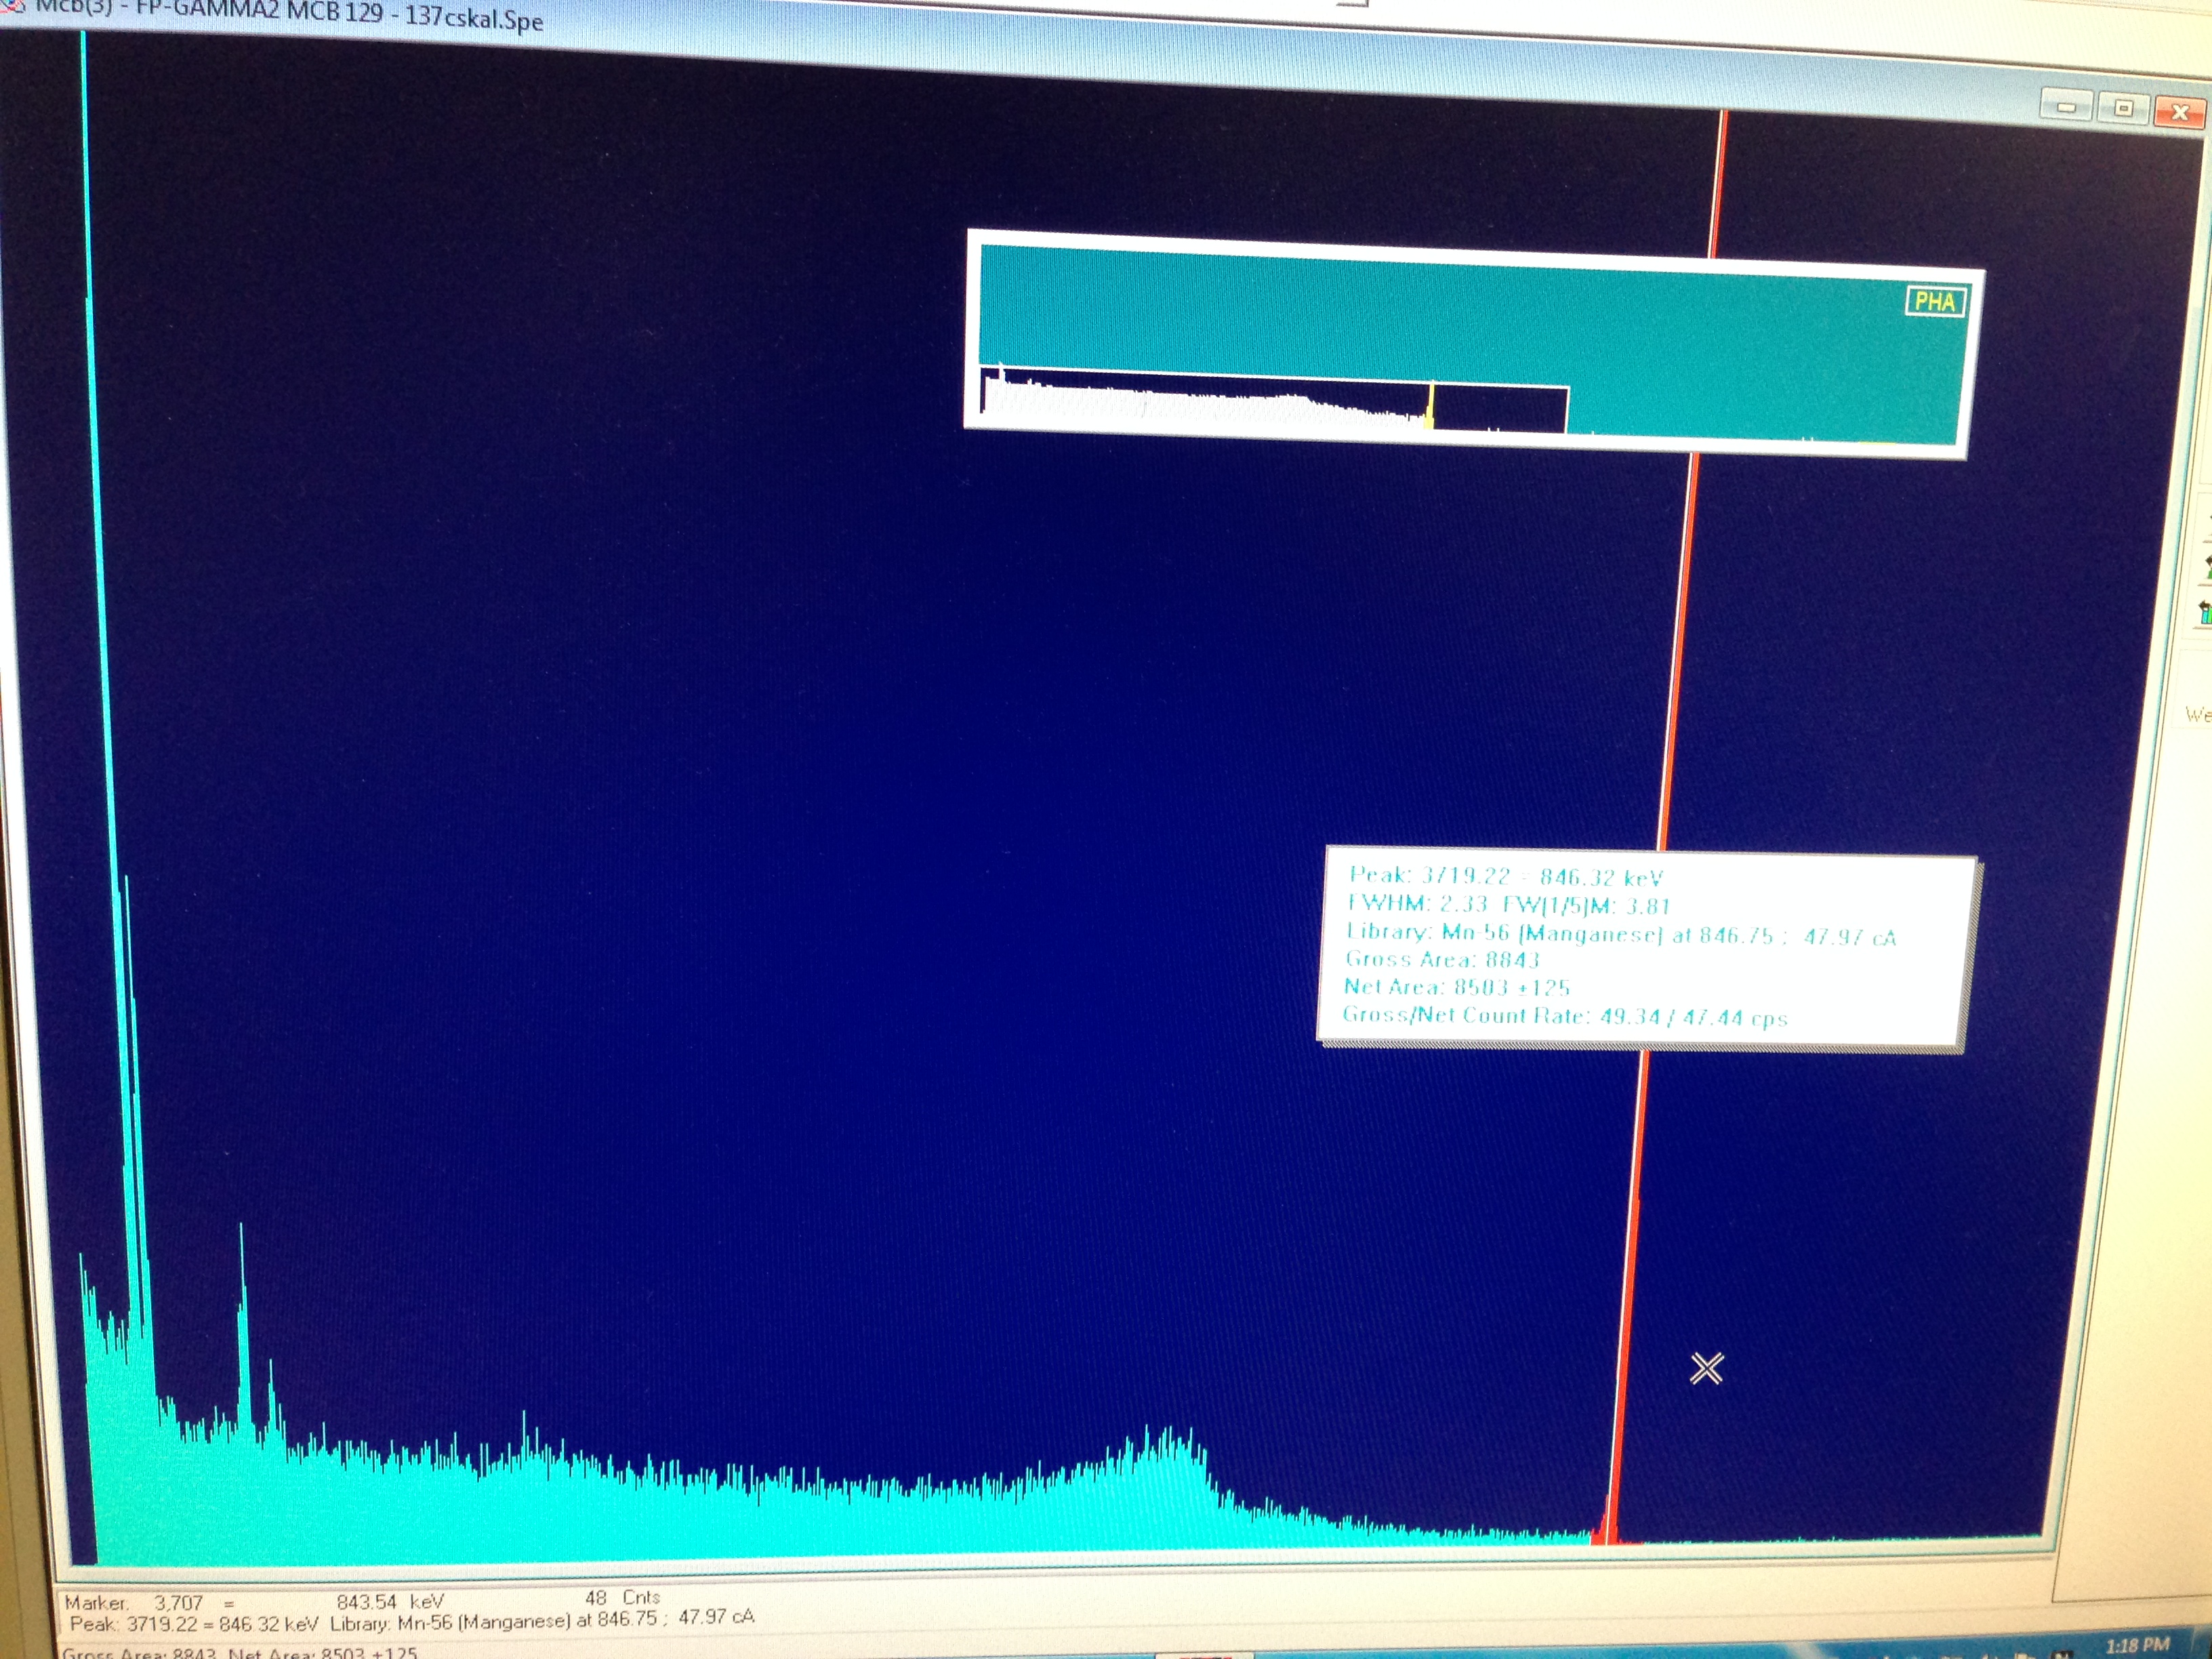 Mcb(3) - FP-GAMMA2 MCB 129 - 137cskal.Spe
PHA
Peak: 3719.22 = 846.32 keV
FWHM: 2.33 FW(1/5)M: 3.81
Library: Mn-56 (Manganese) at 846.75 ; 47.97 cA
Gross Area: 8843
Net Area: 8503 ±125
Gross/Net Count Rate: 49.34 / 47.44 cps
We
Marker: 3,707 = 843.54 keV 48 Cnts
Peak: 3719.22 = 846.32 keV Library: Mn-56 (Manganese) at 846.75 ; 47.97 cA
Gross Area: 8843 Net Area: 8503 ±125
1:18 PM